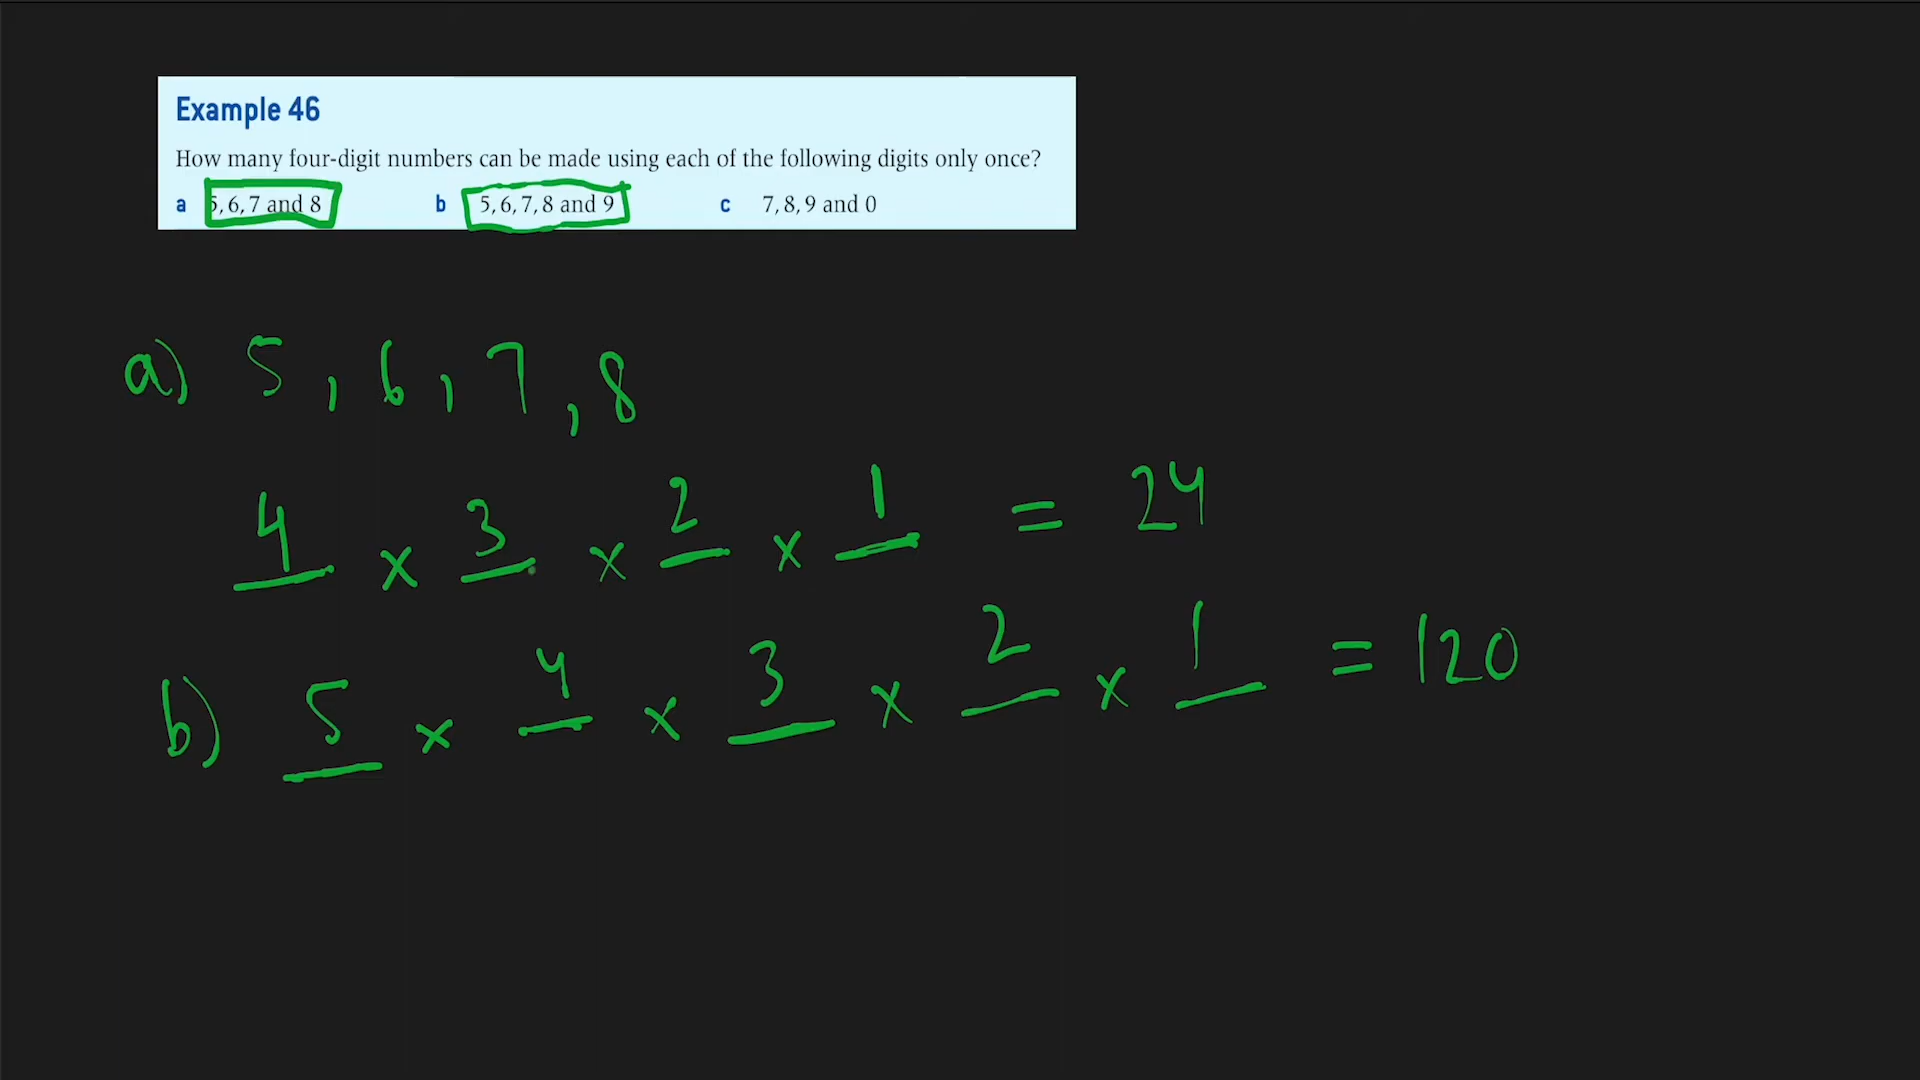 Example 46
How many four-digit numbers can be made using each of the following digits only once?
a 5, 6, 7 and 8 b 5, 6, 7, 8 and 9 c 7, 8, 9 and 0
a) 5, 6, 7, 8
4 × 3 × 2 × 1 = 24
b) 5 × 4 × 3 × 2 × 1 = 120